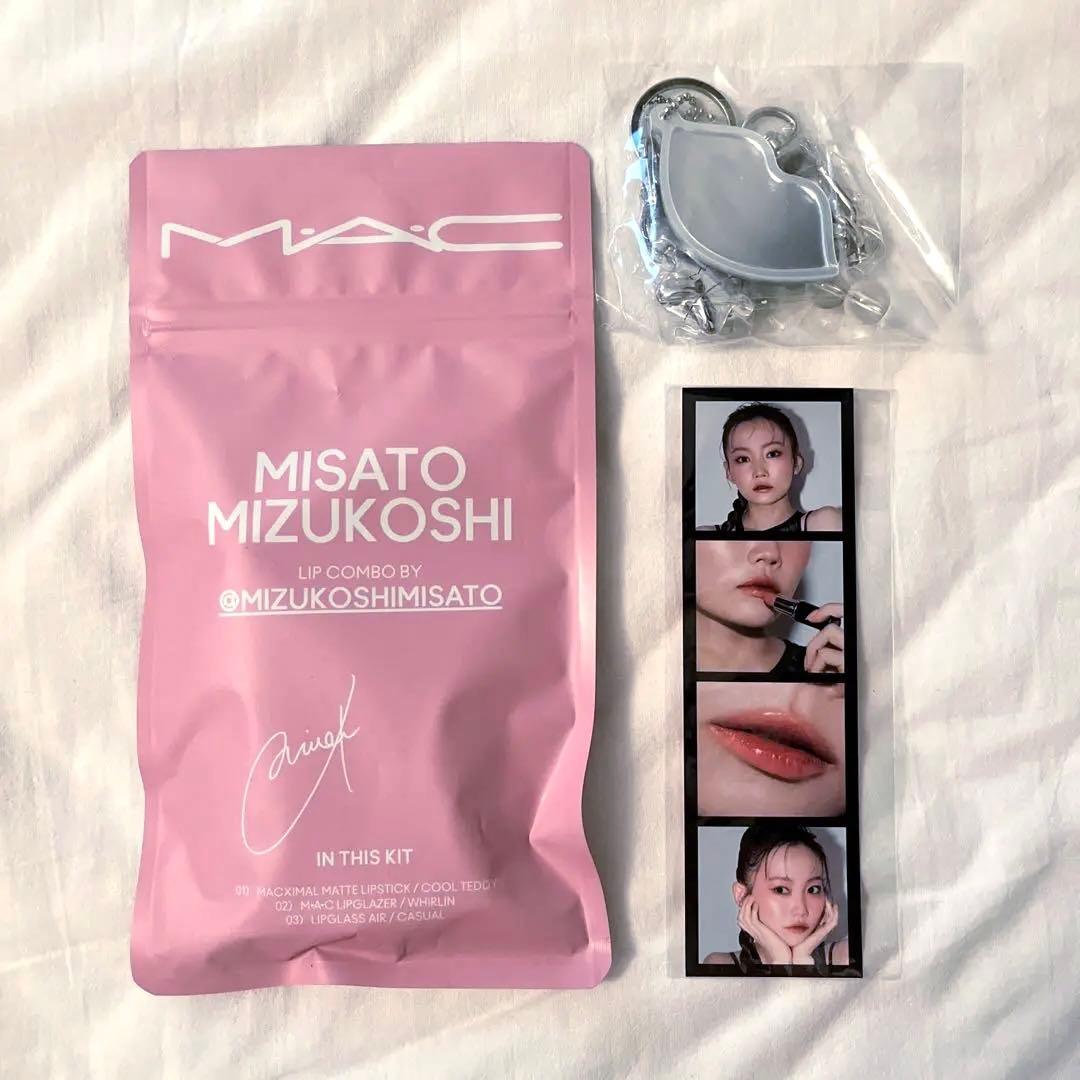 M·A·C
MISATO
MIZUKOSHI
LIP COMBO BY
@MIZUKOSHIMISATO
IN THIS KIT
01) MACXIMAL MATTE LIPSTICK / COOL TEDDY
02) M·A·C LIPGLAZER / WHIRLIN
03) LIPGLASS AIR / CASUAL